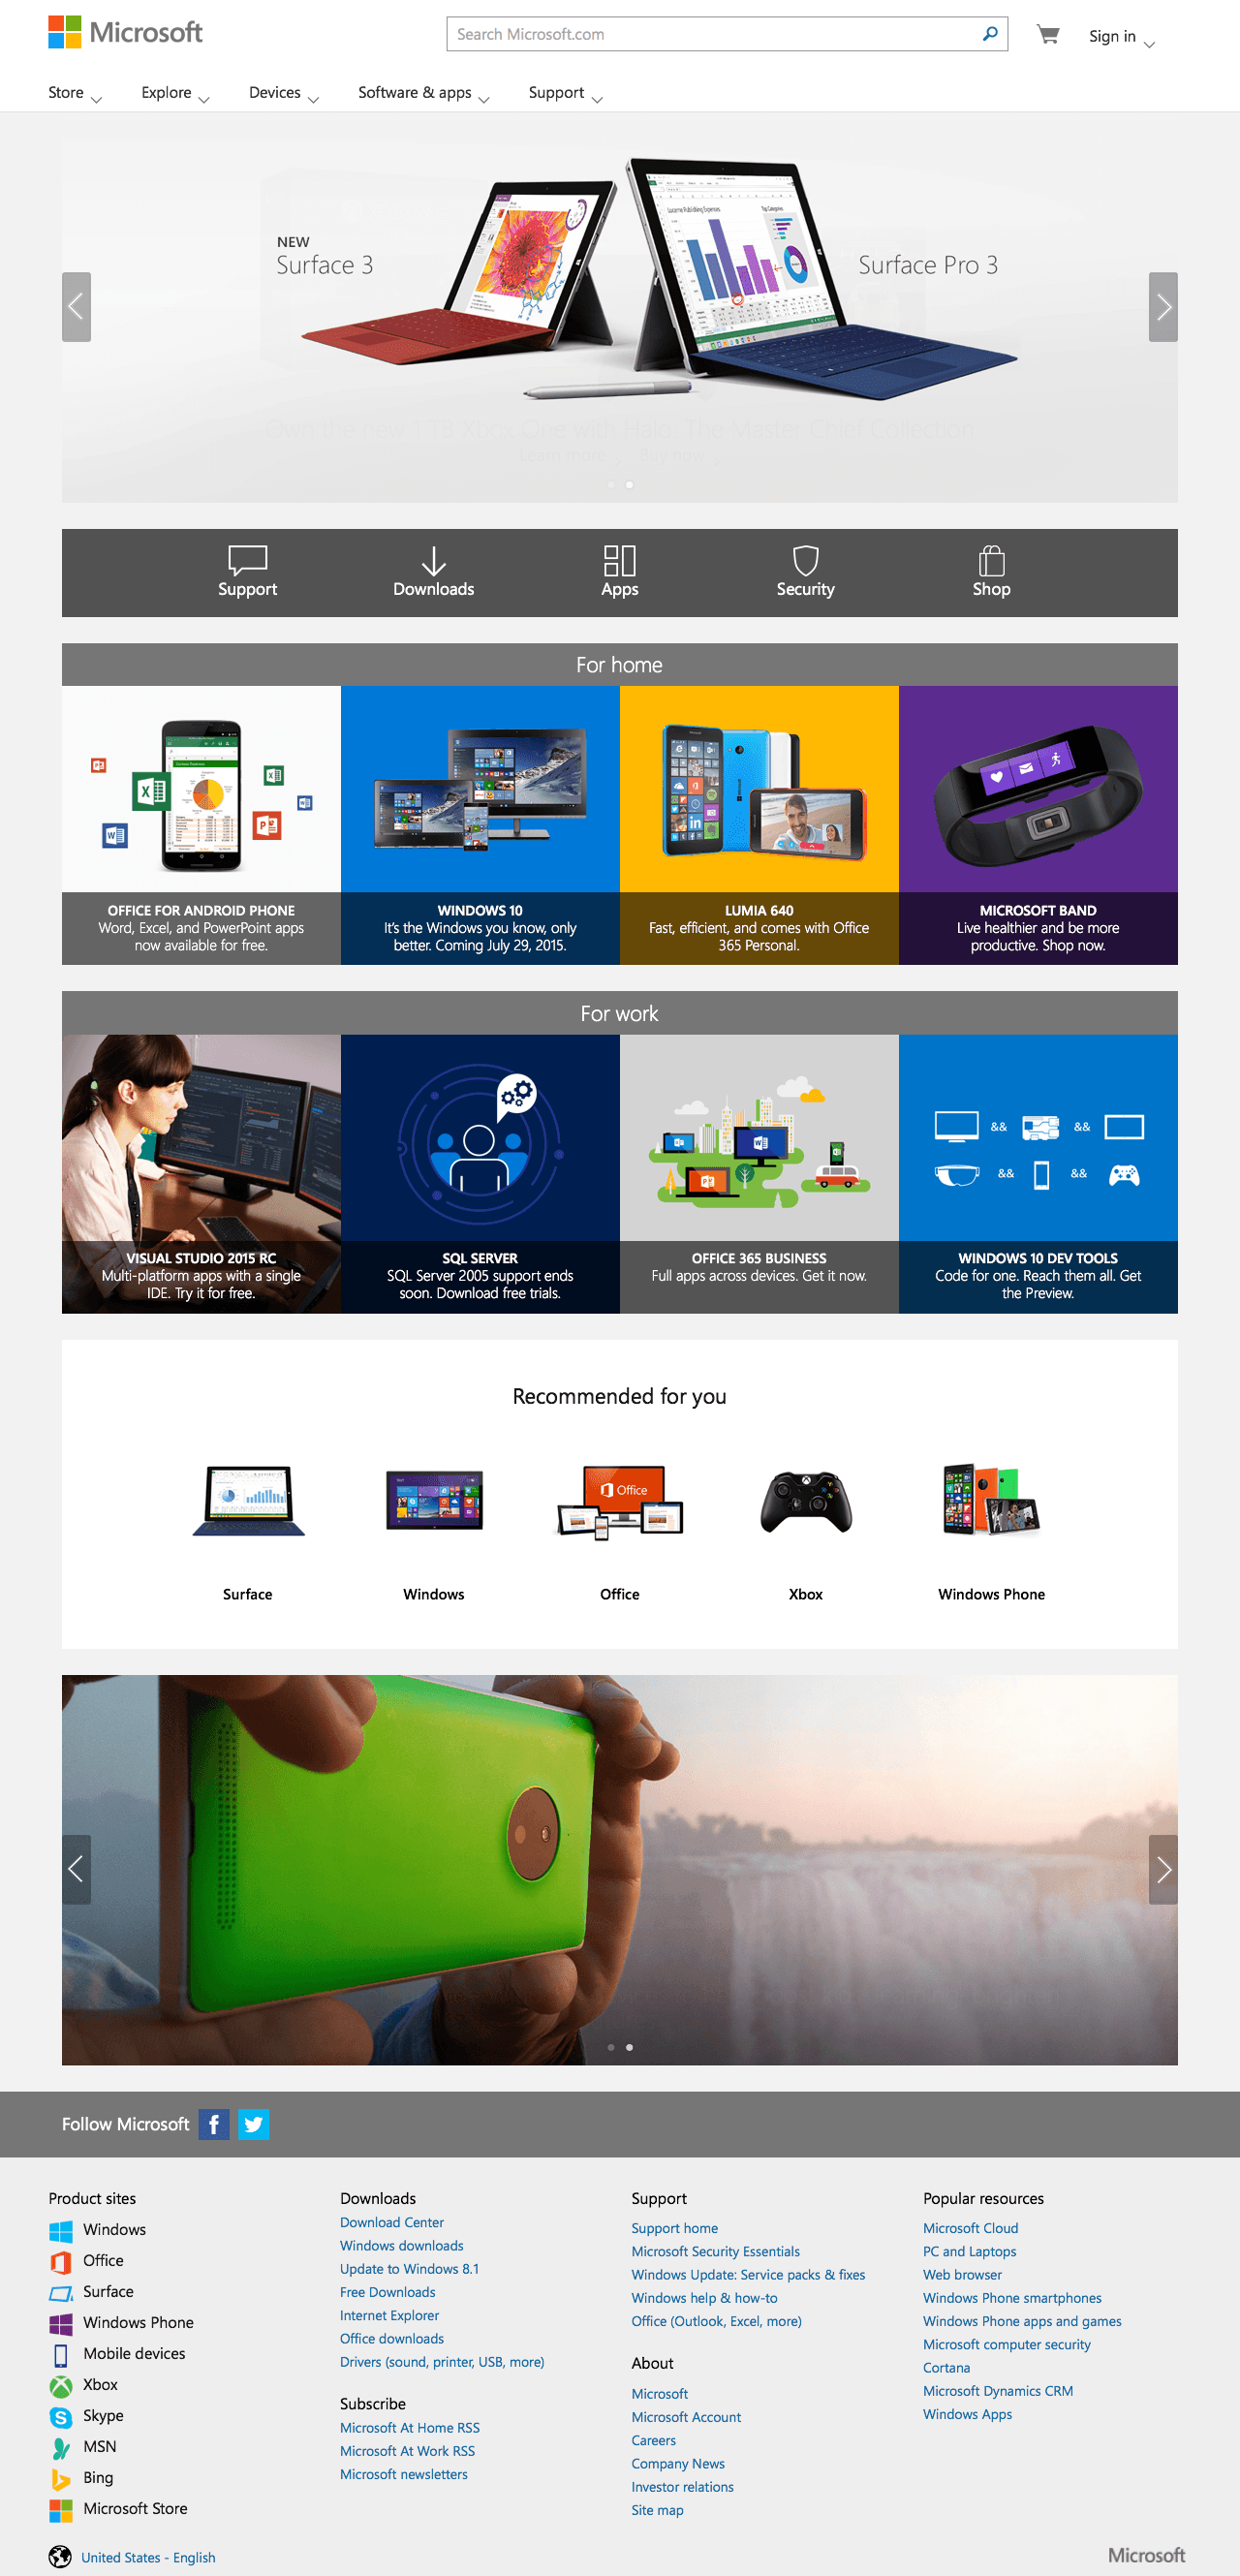 Microsoft
Search Microsoft.com
Sign in
Store
Explore
Devices
Software & apps
Support
NEW
Surface 3
Surface Pro 3
Own the new 1TB Xbox One with Halo: The Master Chief Collection
Learn more
Buy now
Support
Downloads
Apps
Security
Shop
For home
OFFICE FOR ANDROID PHONE
Word, Excel, and PowerPoint apps
now available for free.
WINDOWS 10
It's the Windows you know, only
better. Coming July 29, 2015.
LUMIA 640
Fast, efficient, and comes with Office
365 Personal.
MICROSOFT BAND
Live healthier and be more
productive. Shop now.
For work
&& &&
&& &&
VISUAL STUDIO 2015 RC
Multi-platform apps with a single
IDE. Try it for free.
SQL SERVER
SQL Server 2005 support ends
soon. Download free trials.
OFFICE 365 BUSINESS
Full apps across devices. Get it now.
WINDOWS 10 DEV TOOLS
Code for one. Reach them all. Get
the Preview.
Recommended for you
Office
Surface
Windows
Office
Xbox
Windows Phone
Follow Microsoft
Product sites
Windows
Office
Surface
Windows Phone
Mobile devices
Xbox
Skype
MSN
Bing
Microsoft Store
Downloads
Download Center
Windows downloads
Update to Windows 8.1
Free Downloads
Internet Explorer
Office downloads
Drivers (sound, printer, USB, more)
Subscribe
Microsoft At Home RSS
Microsoft At Work RSS
Microsoft newsletters
Support
Support home
Microsoft Security Essentials
Windows Update: Service packs & fixes
Windows help & how-to
Office (Outlook, Excel, more)
About
Microsoft
Microsoft Account
Careers
Company News
Investor relations
Site map
Popular resources
Microsoft Cloud
PC and Laptops
Web browser
Windows Phone smartphones
Windows Phone apps and games
Microsoft computer security
Cortana
Microsoft Dynamics CRM
Windows Apps
United States - English
Microsoft